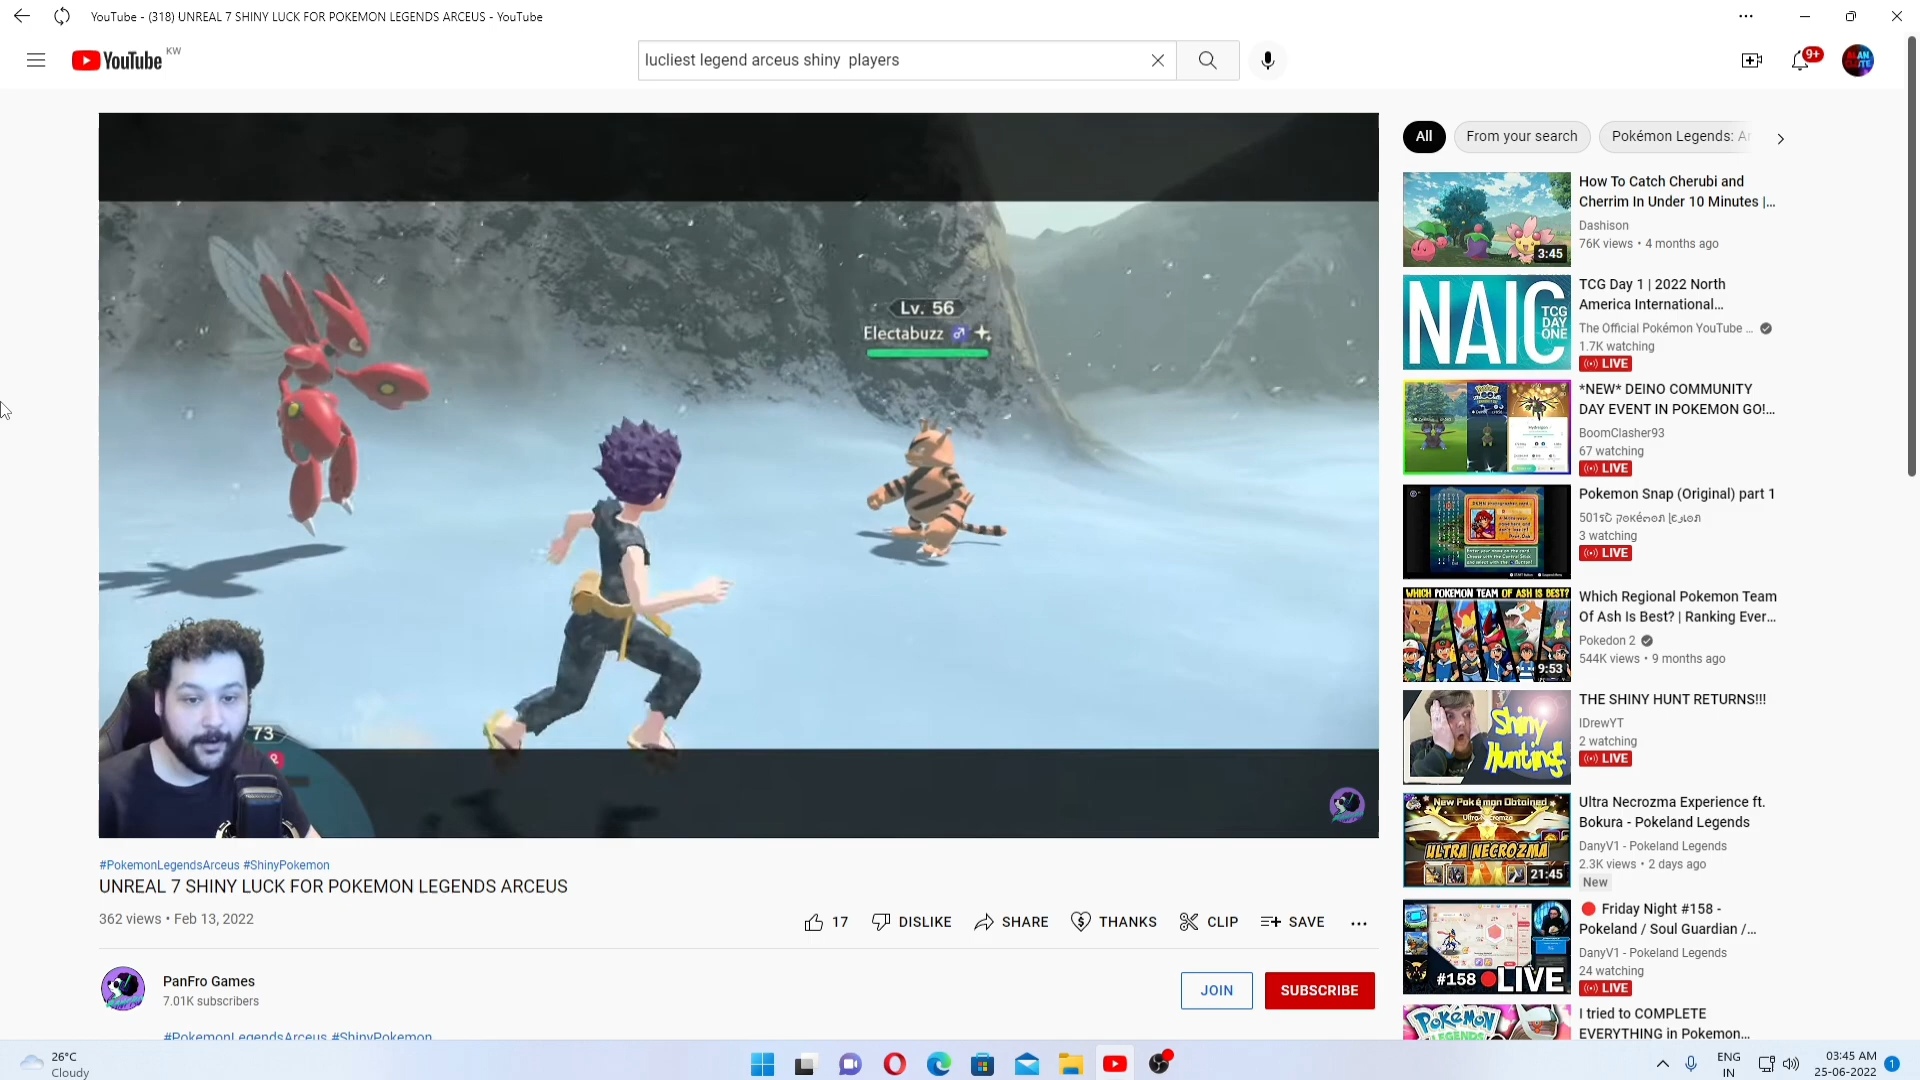 YouTube - (318) UNREAL 7 SHINY LUCK FOR POKEMON LEGENDS ARCEUS - YouTube
YouTube KW
lucliest legend arceus shiny players
9+
Lv. 56
Electabuzz
73
#PokemonLegendsArceus #ShinyPokemon
UNREAL 7 SHINY LUCK FOR POKEMON LEGENDS ARCEUS
362 views • Feb 13, 2022
17 DISLIKE SHARE THANKS CLIP SAVE
PanFro Games
7.01K subscribers
JOIN SUBSCRIBE
#PokemonLegendsArceus #ShinyPokemon
All From your search Pokémon Legends: Ar
3:45
How To Catch Cherubi and
Cherrim In Under 10 Minutes |...
Dashison
76K views • 4 months ago
NAIC TCG DAY ONE
TCG Day 1 | 2022 North
America International...
The Official Pokémon YouTube ...
1.7K watching
LIVE
*NEW* DEINO COMMUNITY
DAY EVENT IN POKEMON GO!...
BoomClasher93
67 watching
LIVE
Pokemon Snap (Original) part 1
3 watching
LIVE
WHICH POKEMON TEAM OF ASH IS BEST?
9:53
Which Regional Pokemon Team
Of Ash Is Best? | Ranking Ever...
Pokedon 2
544K views • 9 months ago
Shiny
Hunting!
THE SHINY HUNT RETURNS!!!
IDrewYT
2 watching
LIVE
New Pokémon Obtained
Ultra Necrozma
ULTRA NECROZMA
21:45
Ultra Necrozma Experience ft.
Bokura - Pokeland Legends
DanyV1 - Pokeland Legends
2.3K views • 2 days ago
New
#158 LIVE
Friday Night #158 -
Pokeland / Soul Guardian /...
DanyV1 - Pokeland Legends
24 watching
LIVE
POKéMON
LEGENDS
I tried to COMPLETE
EVERYTHING in Pokemon...
26°C
Cloudy
ENG
IN
03:45 AM
25-06-2022
1